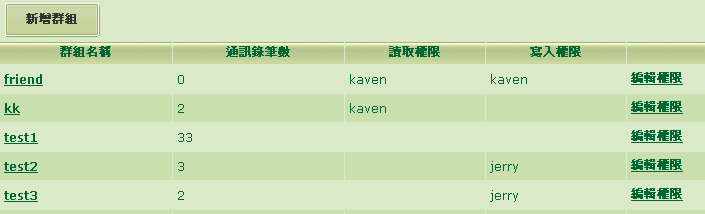 新增群組
群組名稱 通訊錄筆數 讀取權限 寫入權限
friend 0 kaven kaven 編輯權限
kk 2 kaven 編輯權限
test1 33 編輯權限
test2 3 jerry 編輯權限
test3 2 jerry 編輯權限